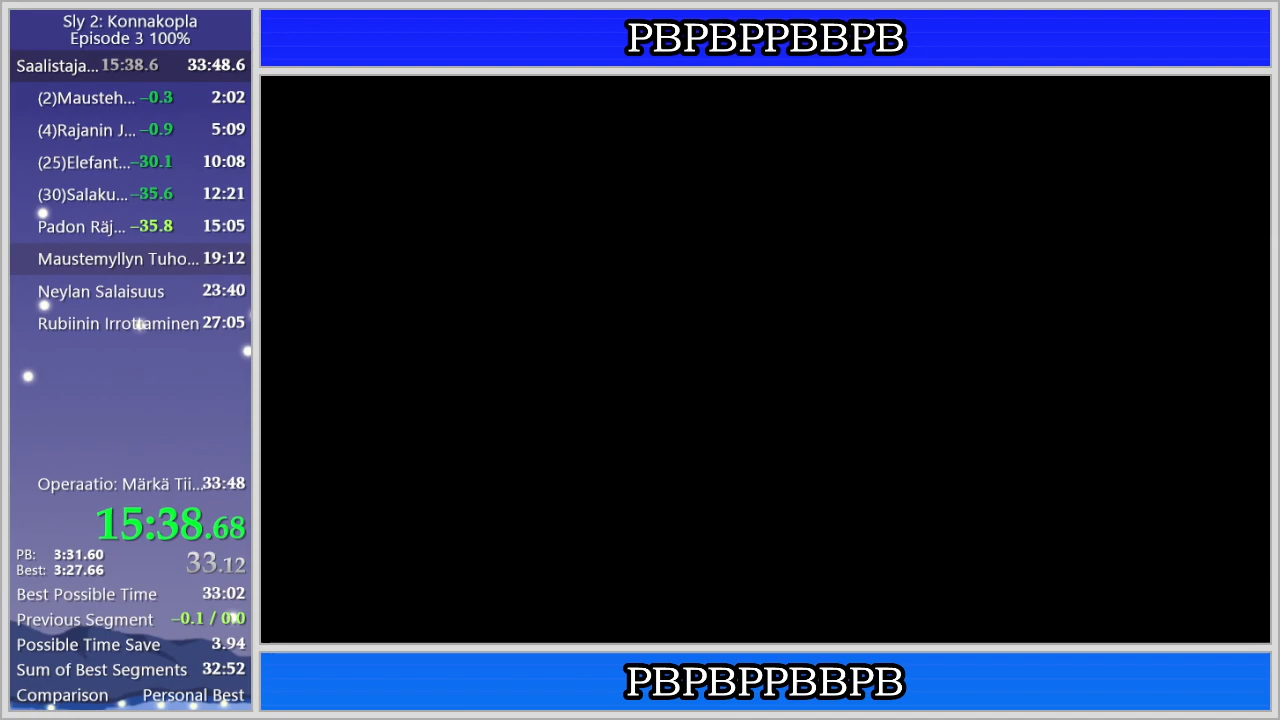 Sly 2: Konnakopla
Episode 3 100%
Saalistaja... 15:38.6 33:48.6
(2)Mausteh... −0.3 2:02
(4)Rajanin J... −0.9 5:09
(25)Elefant... −30.1 10:08
(30)Salaku... −35.6 12:21
Padon Räj... −35.8 15:05
Maustemyllyn Tuho... 19:12
Neylan Salaisuus 23:40
Rubiinin Irrottaminen 27:05
Operaatio: Märkä Tii... 33:48
15:38.68
PB: 3:31.60
Best: 3:27.66
33.12
Best Possible Time 33:02
Previous Segment −0.1 / 0.0
Possible Time Save 3.94
Sum of Best Segments 32:52
Comparison Personal Best
PBPBPPBBPB
PBPBPPBBPB